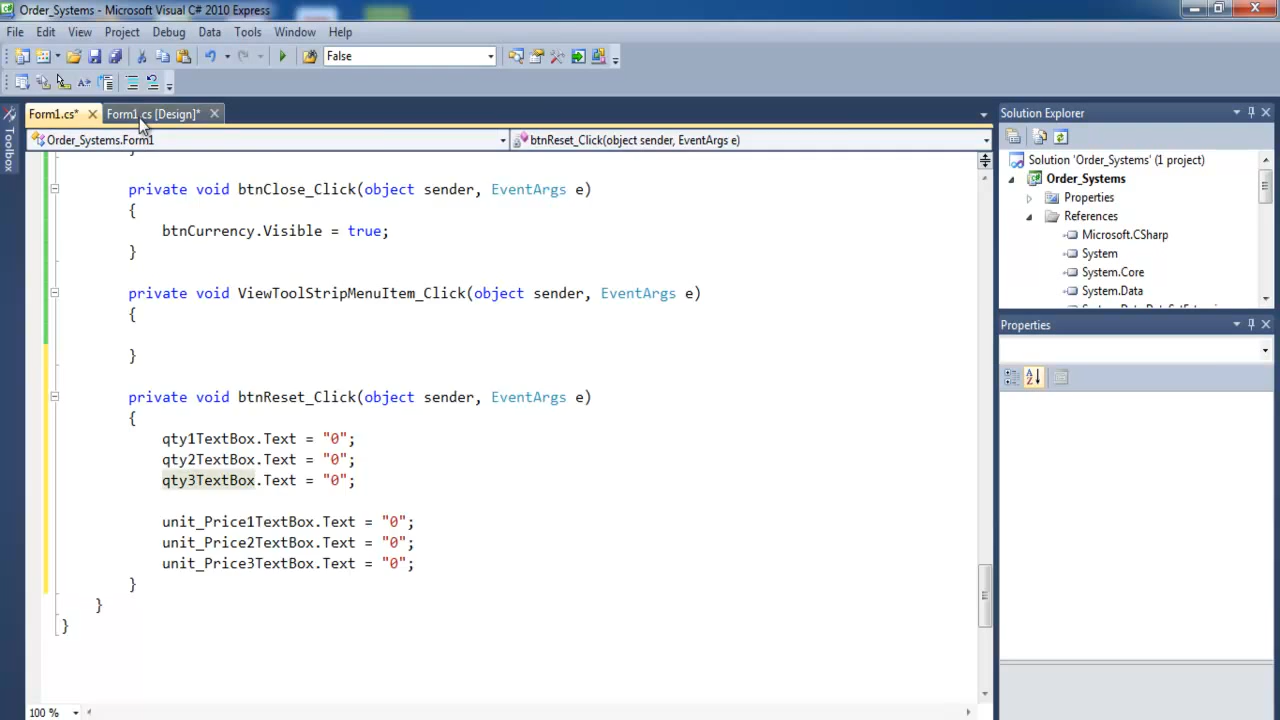 Order_Systems - Microsoft Visual C# 2010 Express
File Edit View Project Debug Data Tools Window Help
False
Form1.cs* Form1.cs [Design]*
Toolbox
Order_Systems.Form1 btnReset_Click(object sender, EventArgs e)
}
private void btnClose_Click(object sender, EventArgs e)
{
btnCurrency.Visible = true;
}
private void ViewToolStripMenuItem_Click(object sender, EventArgs e)
{
}
private void btnReset_Click(object sender, EventArgs e)
{
qty1TextBox.Text = "0";
qty2TextBox.Text = "0";
qty3TextBox.Text = "0";
unit_Price1TextBox.Text = "0";
unit_Price2TextBox.Text = "0";
unit_Price3TextBox.Text = "0";
}
}
}
100 %
Solution Explorer
Solution 'Order_Systems' (1 project)
Order_Systems
Properties
References
Microsoft.CSharp
System
System.Core
System.Data
Properties